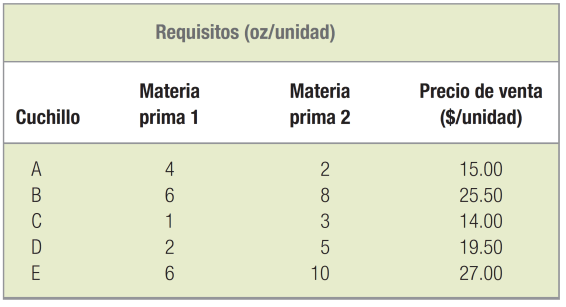 Requisitos (oz/unidad)
Materia Materia Precio de venta
Cuchillo prima 1 prima 2 ($/unidad)
A 4 2 15.00
B 6 8 25.50
C 1 3 14.00
D 2 5 19.50
E 6 10 27.00